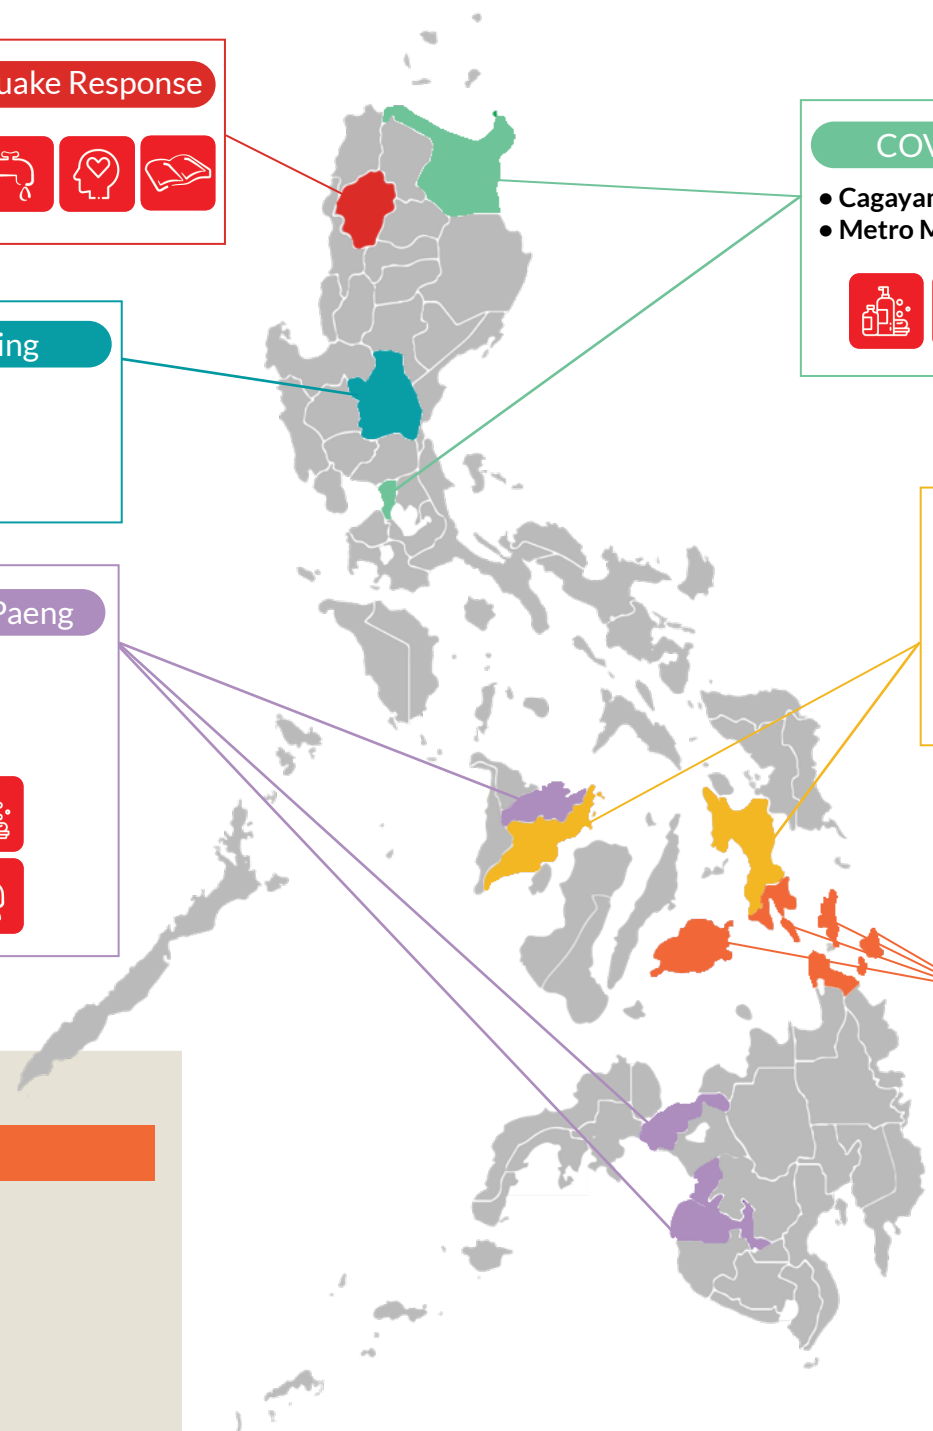 uake Response
COV
• Cagayan
• Metro M
ing
Paeng